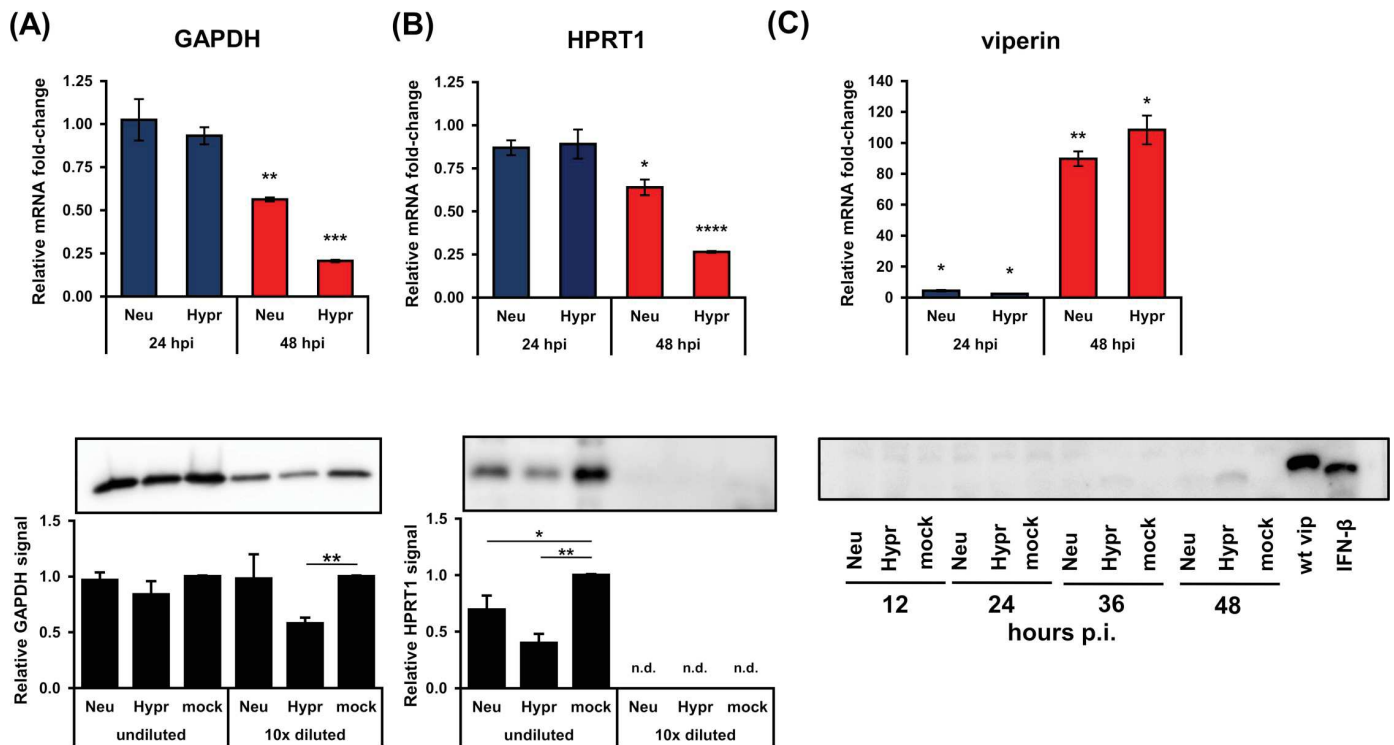 (A)
GAPDH
Relative mRNA fold-change
1.25
1.00
0.75
0.50
0.25
0.00
**
***
Neu Hypr Neu Hypr
24 hpi 48 hpi
Relative GAPDH signal
1.5
1.0
0.5
0.0
**
Neu Hypr mock Neu Hypr mock
undiluted 10x diluted
(B)
HPRT1
Relative mRNA fold-change
1.25
1.00
0.75
0.50
0.25
0.00
*
****
Neu Hypr Neu Hypr
24 hpi 48 hpi
Relative HPRT1 signal
1.5
1.0
0.5
0.0
*
**
n.d. n.d. n.d.
Neu Hypr mock Neu Hypr mock
undiluted 10x diluted
(C)
viperin
Relative mRNA fold-change
140
120
100
80
60
40
20
0
* * ** *
Neu Hypr Neu Hypr
24 hpi 48 hpi
Neu Hypr mock Neu Hypr mock Neu Hypr mock Neu Hypr mock wt vip IFN-β
12 24 36 48
hours p.i.